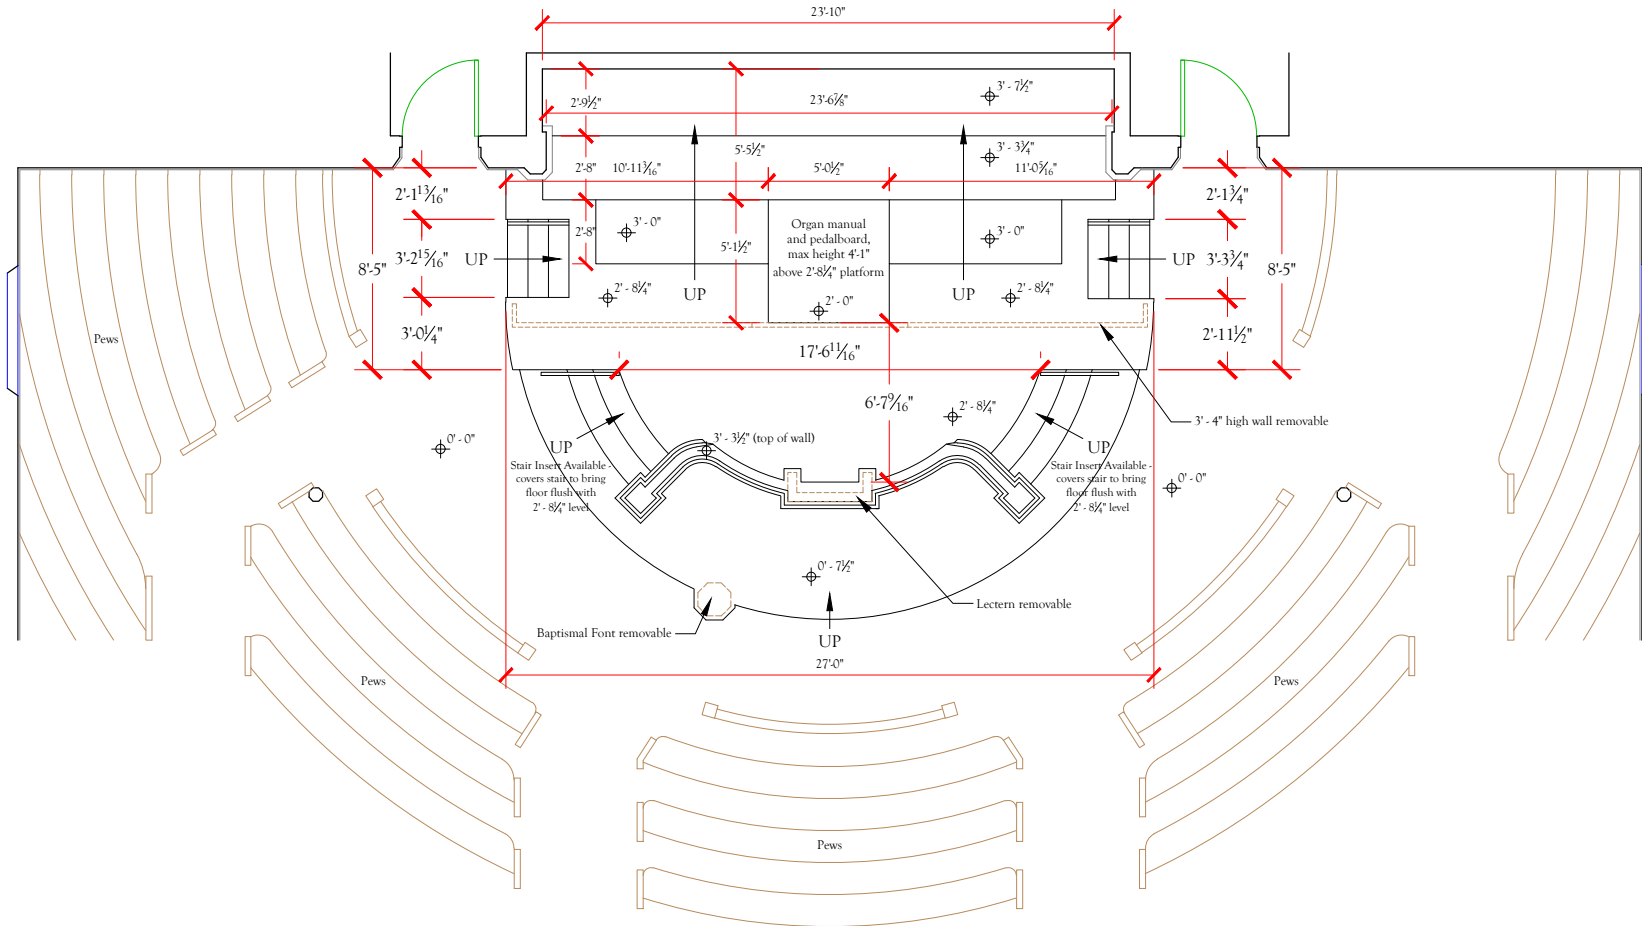 23'-10"
3' - 7½"
2'-9½"
23'-6⅞"
3' - 3¾"
5'-5½"
2'-8"
10'-11³⁄₁₆"
5'-0½"
11'-0⁵⁄₁₆"
2'-1¹³⁄₁₆"
2'-1¾"
3' - 0"
2'-8"
5'-1½"
Organ manual
and pedalboard,
max height 4'-1"
above 2'-8¼" platform
3' - 0"
8'-5"
3'-2¹⁵⁄₁₆"
UP
UP
3'-3¾"
8'-5"
2' - 8¼"
UP
2' - 0"
UP
2' - 8¼"
3'-0¼"
2'-11½"
Pews
17'-6¹¹⁄₁₆"
6'-7⁹⁄₁₆"
2' - 8¼"
3' - 4" high wall removable
0' - 0"
UP
3' - 3½" (top of wall)
UP
Stair Insert Available -
covers stair to bring
floor flush with
2' - 8¼" level
Stair Insert Available -
covers stair to bring
floor flush with
2' - 8¼" level
0' - 0"
0' - 7½"
Lectern removable
Baptismal Font removable
UP
27'-0"
Pews
Pews
Pews